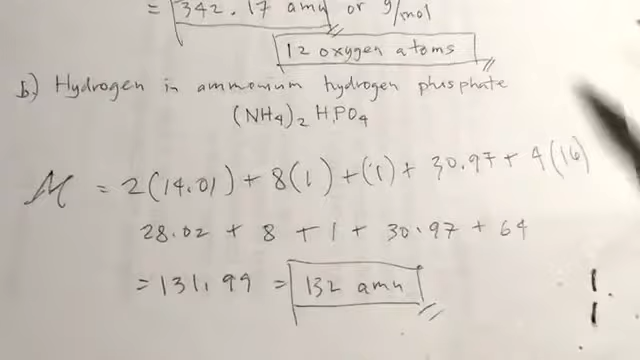 = 342.17 amu or g/mol
12 oxygen atoms
b.) Hydrogen in ammonium hydrogen phosphate
(NH4)2 HPO4
M = 2(14.01) + 8(1) + (1) + 30.97 + 4(16)
28.02 + 8 + 1 + 30.97 + 64
= 131.99 = 132 amu